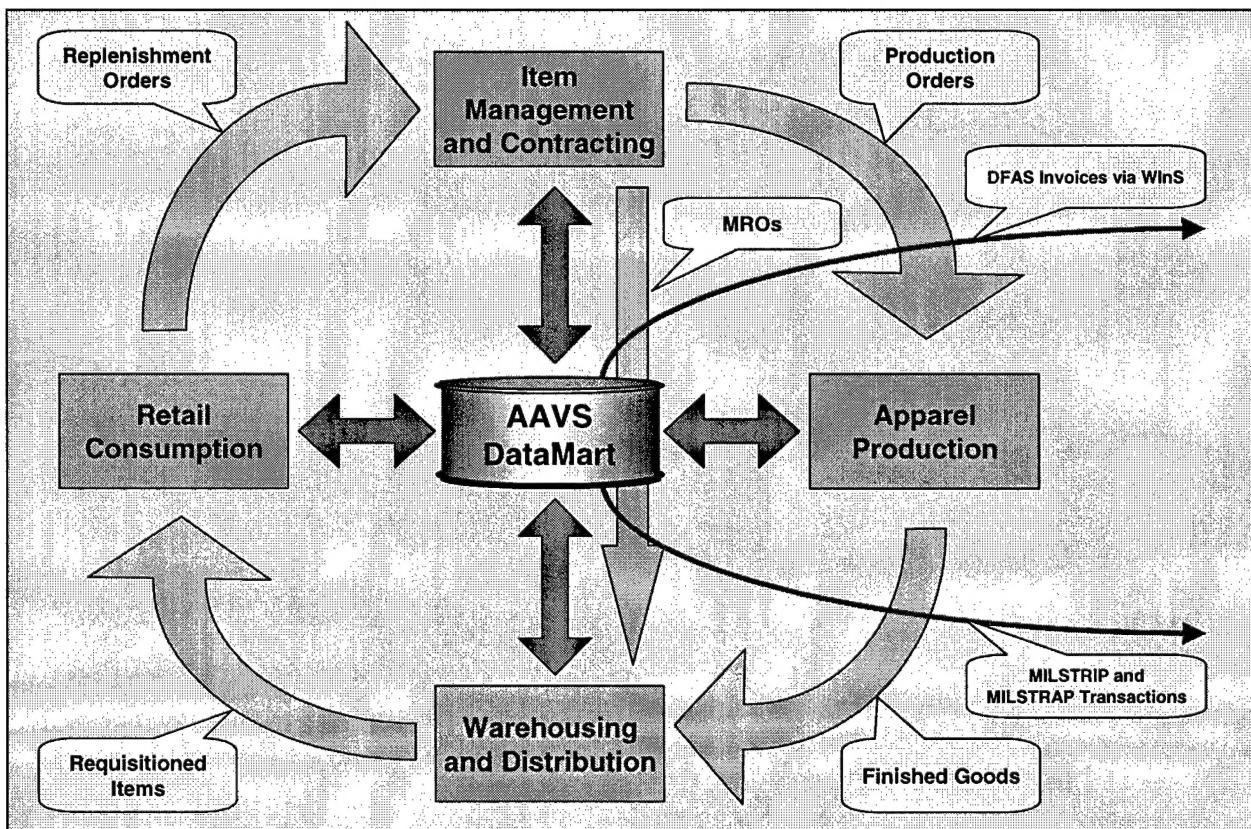 Replenishment
Orders
Item
Management
and Contracting
Production
Orders
DFAS Invoices via WInS
MROs
Retail
Consumption
AAVS
DataMart
Apparel
Production
MILSTRIP and
MILSTRAP Transactions
Warehousing
and Distribution
Requisitioned
Items
Finished Goods